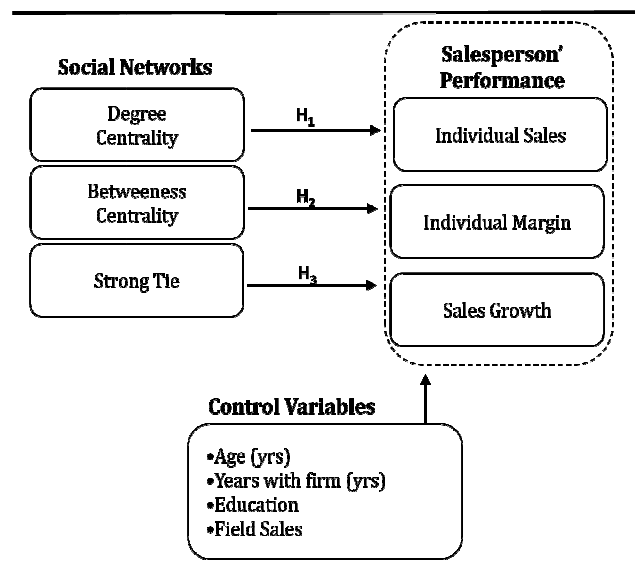 Social Networks
Degree
Centrality
Betweeness
Centrality
Strong Tie
H1
H2
H3
Salesperson’
Performance
Individual Sales
Individual Margin
Sales Growth
Control Variables
•Age (yrs)
•Years with firm (yrs)
•Education
•Field Sales